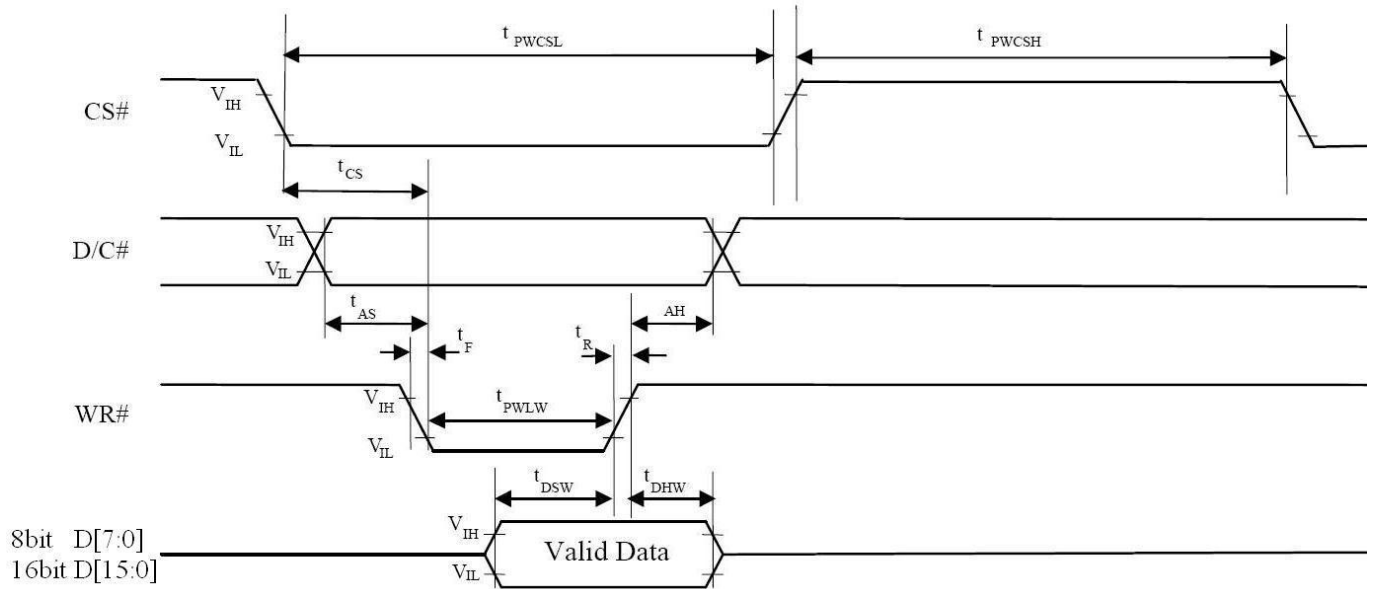 t PWCSL
t PWCSH
CS#
V IH
V IL
t CS
D/C#
V IH
V IL
t AS
t F
t R
AH
WR#
V IH
V IL
t PWLW
t DSW
t DHW
8bit D[7:0]
16bit D[15:0]
V IH
V IL
Valid Data